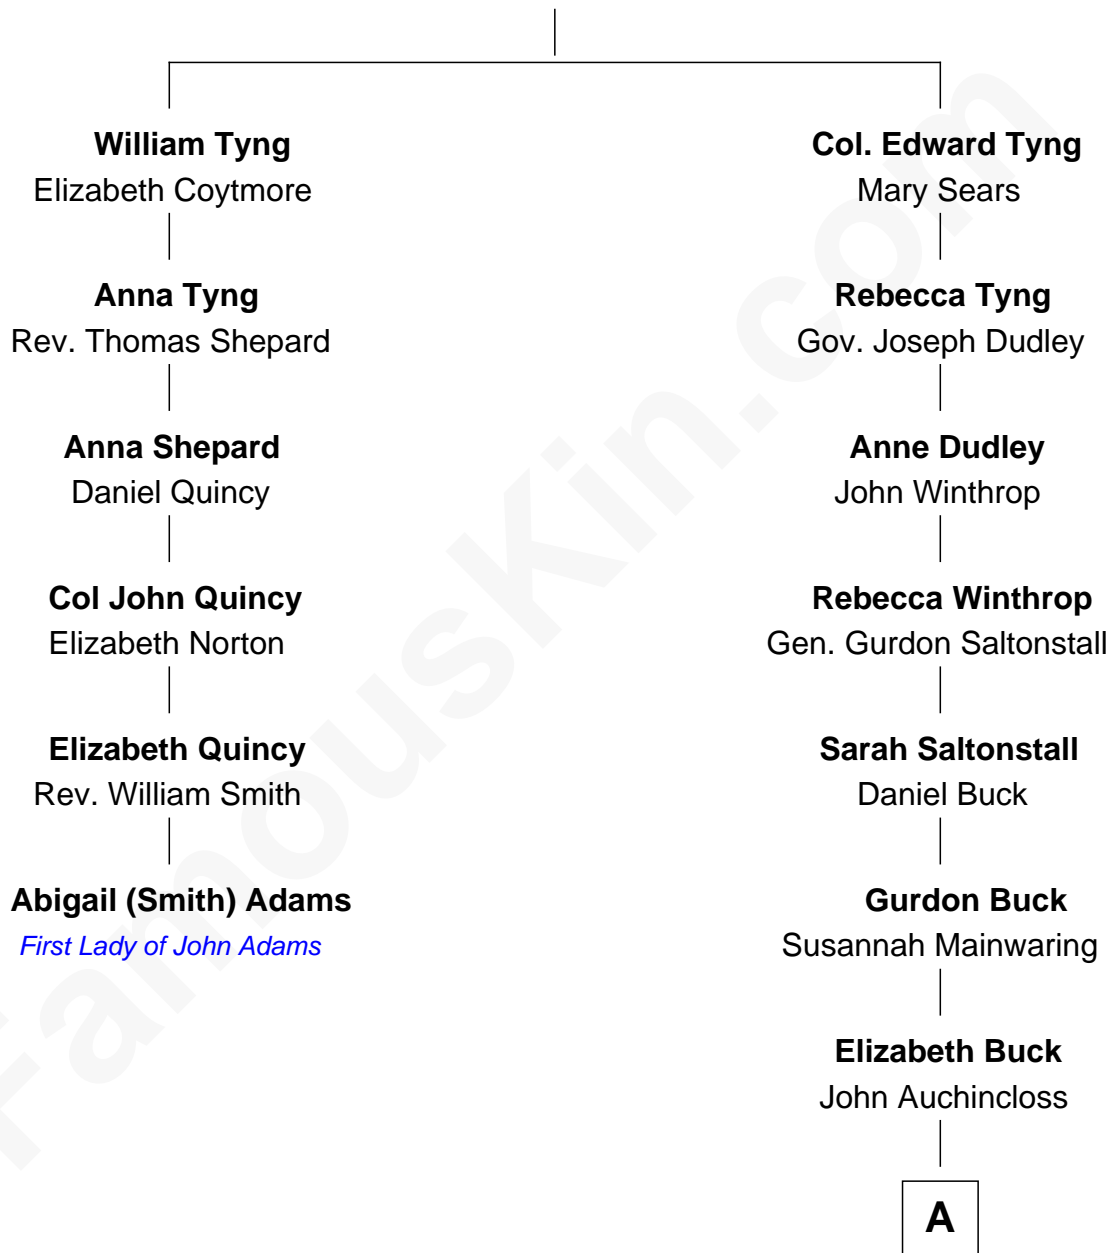 William Tyng
Elizabeth Coytmore
Anna Tyng
Rev. Thomas Shepard
Anna Shepard
Daniel Quincy
Col John Quincy
Elizabeth Norton
Elizabeth Quincy
Rev. William Smith
Abigail (Smith) Adams
First Lady of John Adams
Col. Edward Tyng
Mary Sears
Rebecca Tyng
Gov. Joseph Dudley
Anne Dudley
John Winthrop
Rebecca Winthrop
Gen. Gurdon Saltonstall
Sarah Saltonstall
Daniel Buck
Gurdon Buck
Susannah Mainwaring
Elizabeth Buck
John Auchincloss
A
FamousKin.com